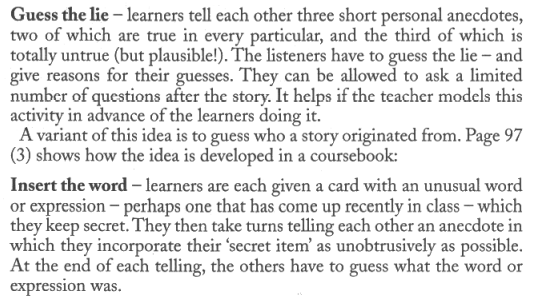 Guess the lie – learners tell each other three short personal anecdotes,
two of which are true in every particular, and the third of which is
totally untrue (but plausible!). The listeners have to guess the lie – and
give reasons for their guesses. They can be allowed to ask a limited
number of questions after the story. It helps if the teacher models this
activity in advance of the learners doing it.
A variant of this idea is to guess who a story originated from. Page 97
(3) shows how the idea is developed in a coursebook:
Insert the word – learners are each given a card with an unusual word
or expression – perhaps one that has come up recently in class – which
they keep secret. They then take turns telling each other an anecdote in
which they incorporate their ‘secret item’ as unobtrusively as possible.
At the end of each telling, the others have to guess what the word or
expression was.